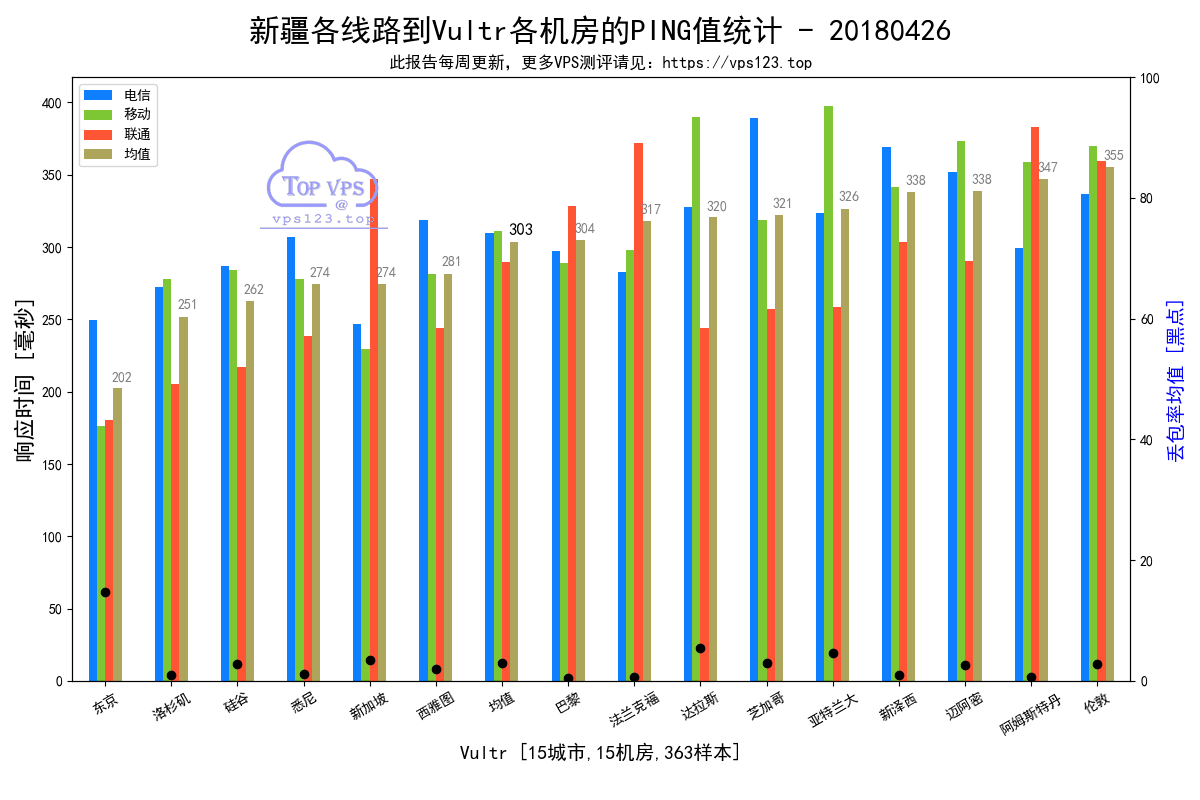 新疆各线路到Vultr各机房的PING值统计 - 20180426
此报告每周更新，更多VPS测评请见：https://vps123.top
电信
移动
联通
均值
TOP VPS
@
vps123.top
响应时间 [毫秒]
丢包率均值 [黑点]
400
350
300
250
200
150
100
50
0
100
80
60
40
20
0
202
251
262
274
274
281
303
304
317
320
321
326
338
338
347
355
东京
洛杉矶
硅谷
悉尼
新加坡
西雅图
均值
巴黎
法兰克福
达拉斯
芝加哥
亚特兰大
新泽西
迈阿密
阿姆斯特丹
伦敦
Vultr [15城市,15机房,363样本]